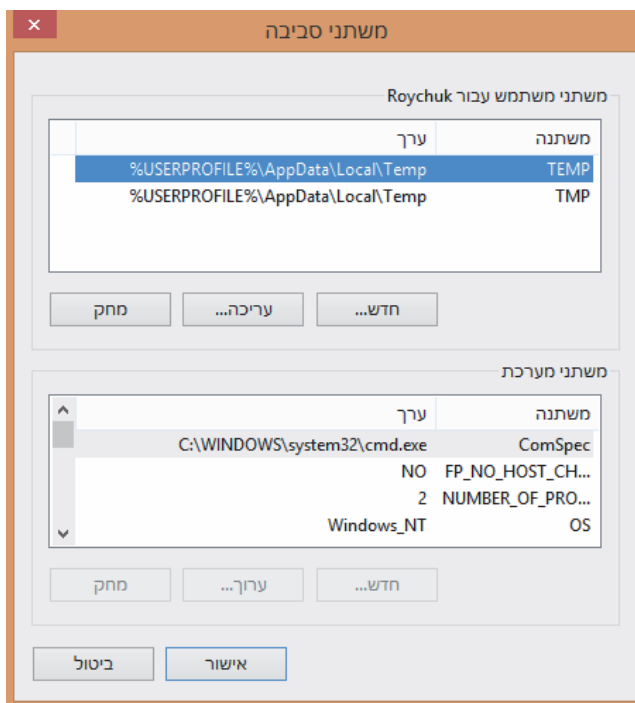 משתני סביבה
משתני משתמש עבור Roychuk
משתנה ערך
TEMP %USERPROFILE%\AppData\Local\Temp
TMP %USERPROFILE%\AppData\Local\Temp
חדש... עריכה... מחק
משתני מערכת
משתנה ערך
ComSpec C:\WINDOWS\system32\cmd.exe
FP_NO_HOST_CH... NO
NUMBER_OF_PRO... 2
OS Windows_NT
חדש... ערוך... מחק
אישור ביטול